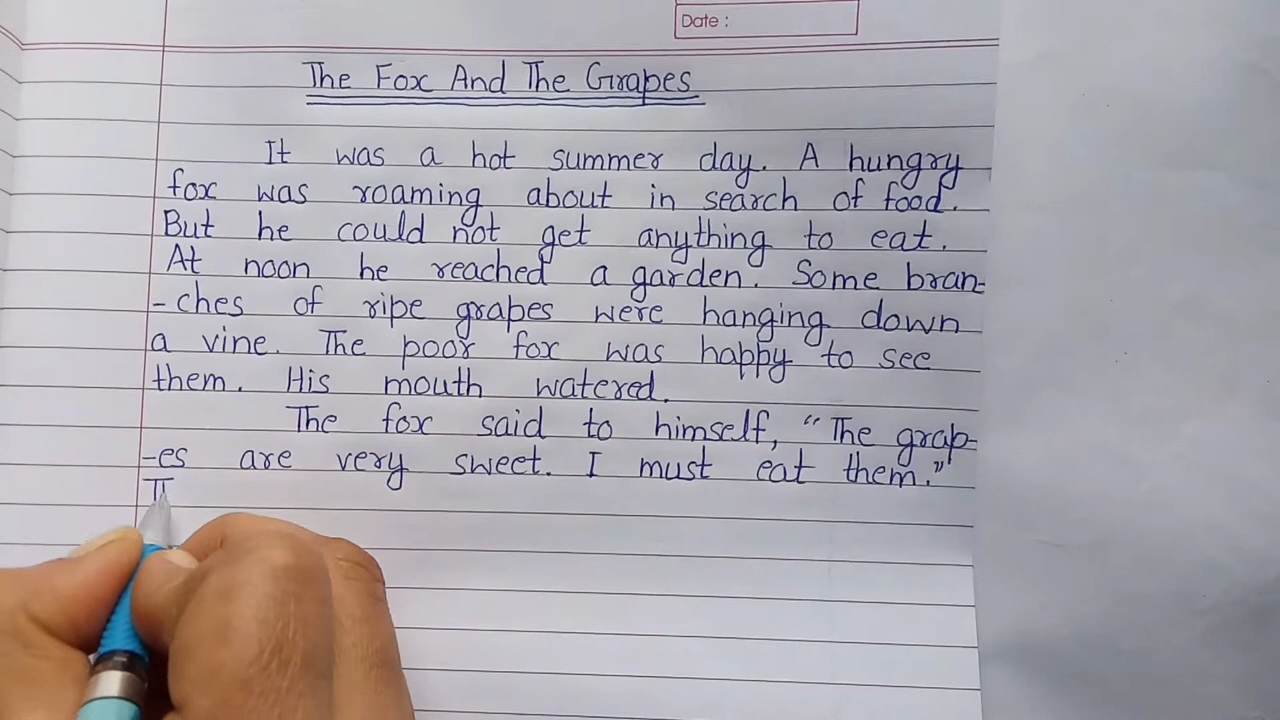 Date :
The Fox And The Grapes
It was a hot summer day. A hungry
fox was roaming about in search of food.
But he could not get anything to eat.
At noon he reached a garden. Some bran-
-ches of ripe grapes were hanging down
a vine. The poor fox was happy to see
them. His mouth watered.
The fox said to himself, "The grap-
-es are very sweet. I must eat them."